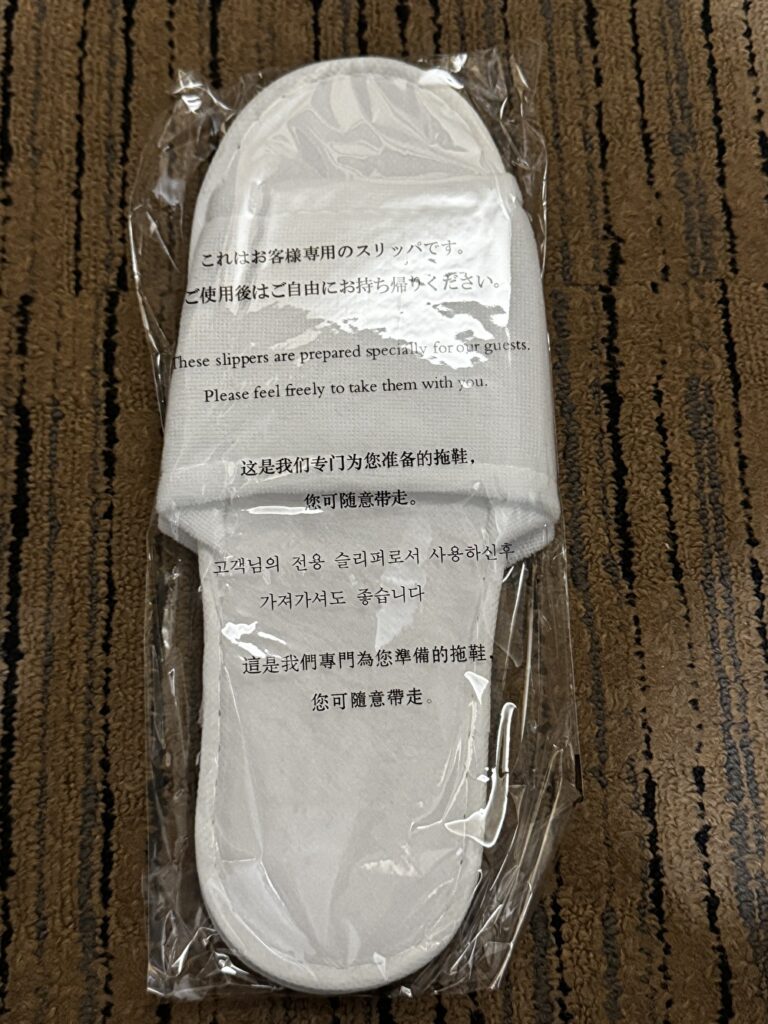 これはお客様専用のスリッパです。
ご使用後はご自由にお持ち帰りください。
These slippers are prepared specially for our guests.
Please feel freely to take them with you.
这是我们专门为您准备的拖鞋，
您可随意带走。
고객님의 전용 슬리퍼로서 사용하신후
가져가셔도 좋습니다
這是我們專門為您準備的拖鞋，
您可隨意帶走。